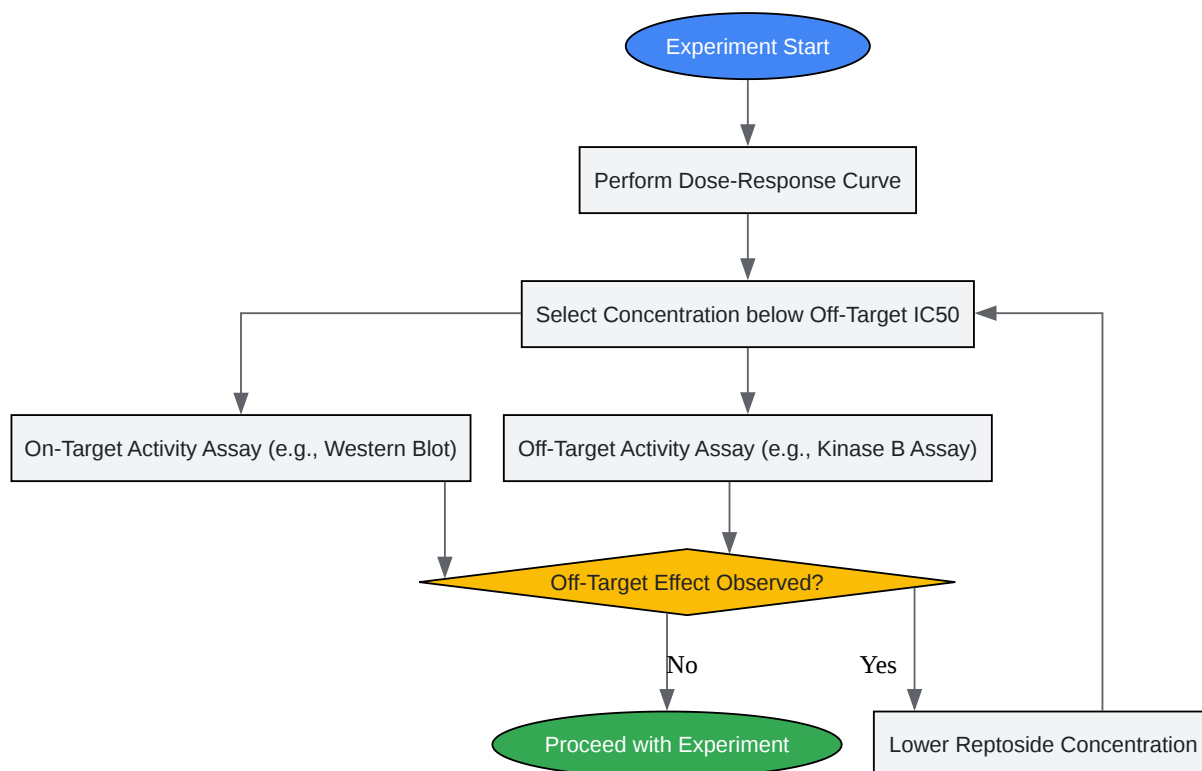 Experiment Start
Perform Dose-Response Curve
Select Concentration below Off-Target IC50
On-Target Activity Assay (e.g., Western Blot)
Off-Target Activity Assay (e.g., Kinase B Assay)
Off-Target Effect Observed?
No
Yes
Proceed with Experiment
Lower Reptoside Concentration